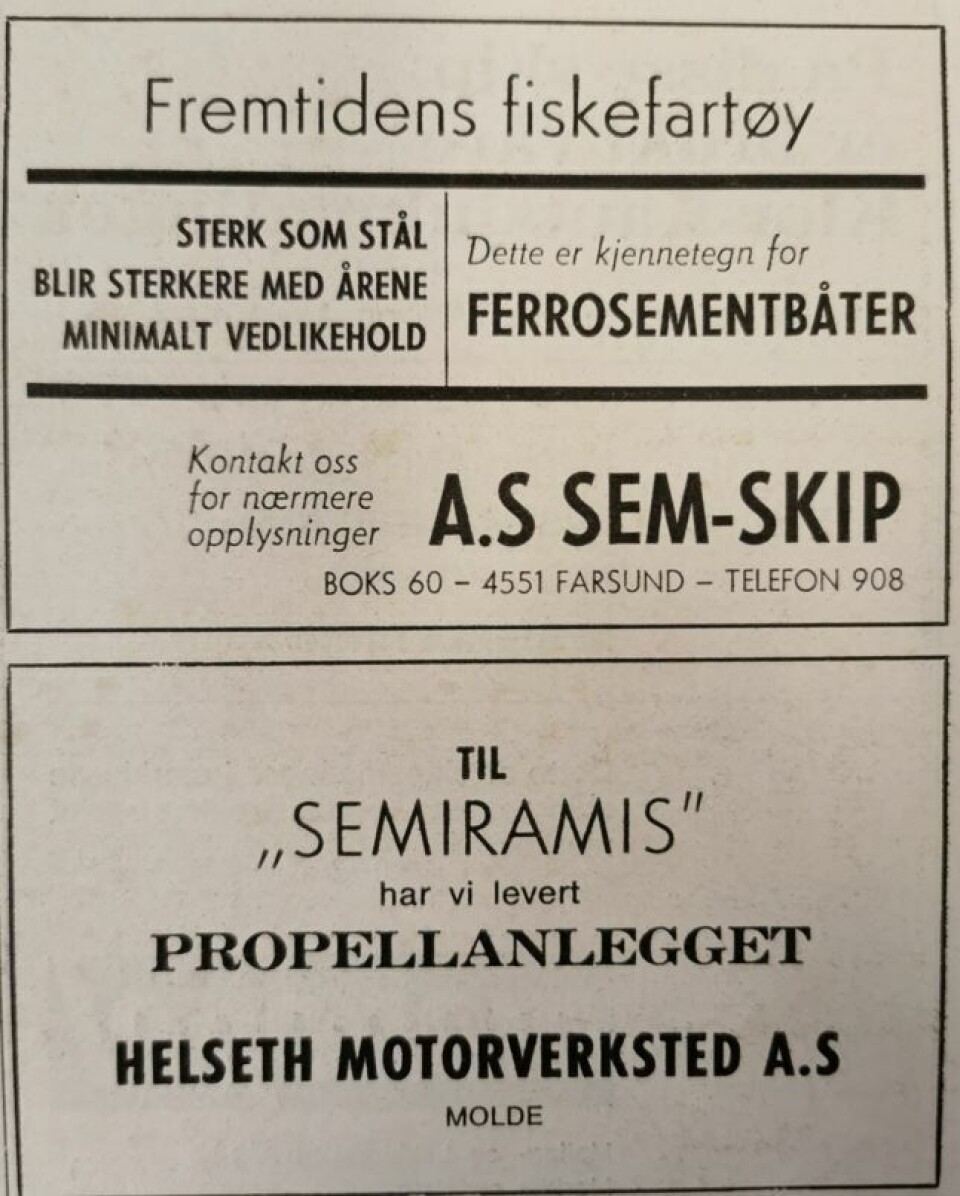 Fremtidens fiskefartøy
STERK SOM STÅL
BLIR STERKERE MED ÅRENE
MINIMALT VEDLIKEHOLD
Dette er kjennetegn for
FERROSEMENTBÅTER
Kontakt oss
for nærmere
opplysninger
A.S SEM-SKIP
BOKS 60 – 4551 FARSUND – TELEFON 908
TIL
„SEMIRAMIS”
har vi levert
PROPELLANLEGGET
HELSETH MOTORVERKSTED A.S
MOLDE